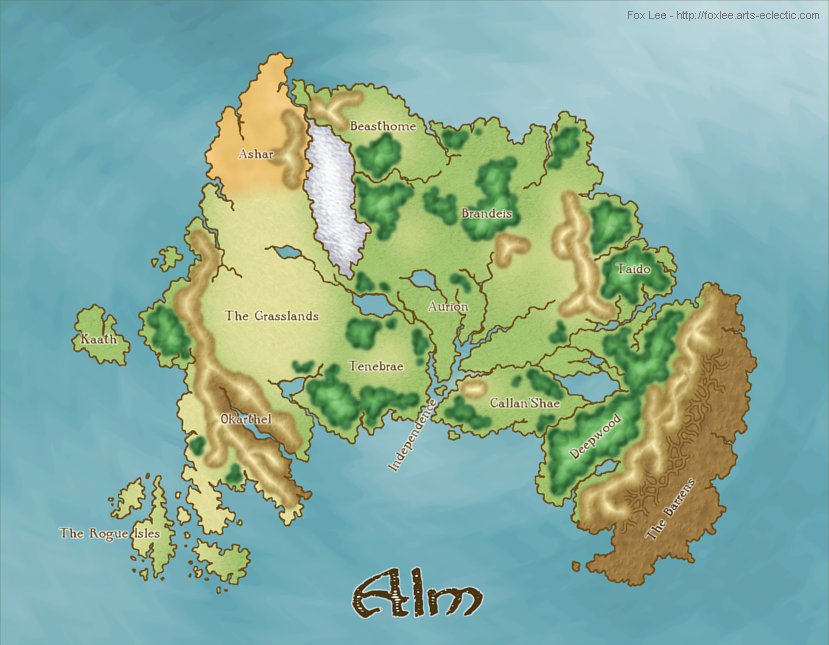 Fox Lee - http://foxlee.arts-eclectic.com
Beasthome
Ashar
Brandeis
Taido
Aurion
The Grasslands
Kaath
Tenebrae
Callan'Shae
Okarthel
Independence
Deepwood
The Barrens
The Rogue Isles
Alm